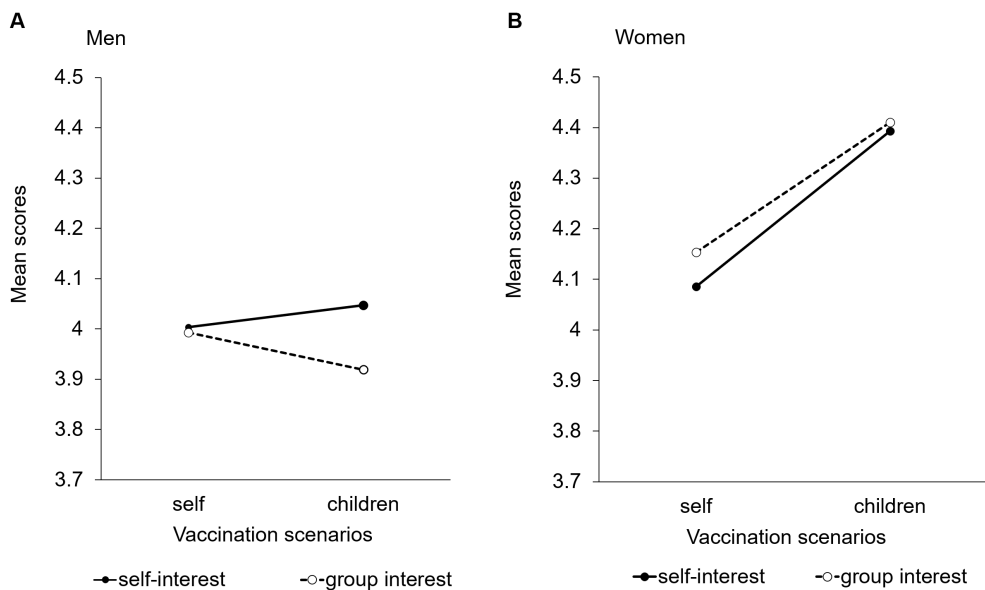 A
Men
4.5
4.4
4.3
4.2
4.1
4
3.9
3.8
3.7
Mean scores
self children
Vaccination scenarios
self-interest group interest
B
Women
4.5
4.4
4.3
4.2
4.1
4
3.9
3.8
3.7
Mean scores
self children
Vaccination scenarios
self-interest group interest